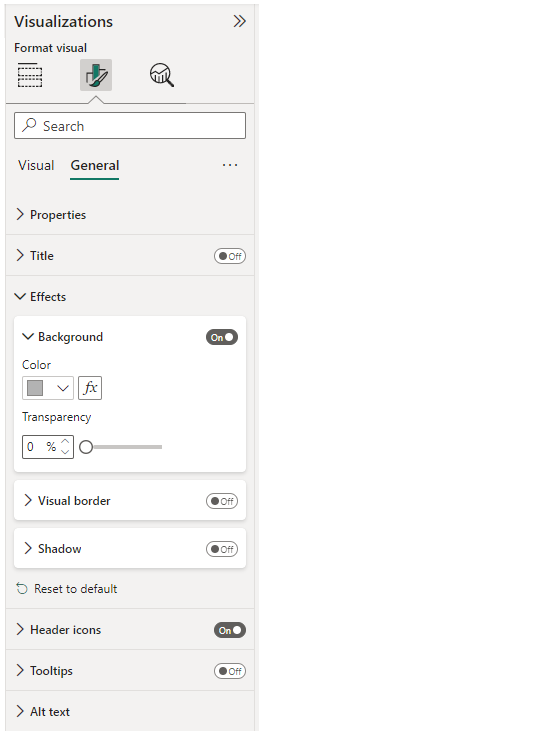 Visualizations
Format visual
Search
Visual General ...
Properties
Title Off
Effects
Background On
Color
fx
Transparency
0 %
Visual border Off
Shadow Off
Reset to default
Header icons On
Tooltips Off
Alt text